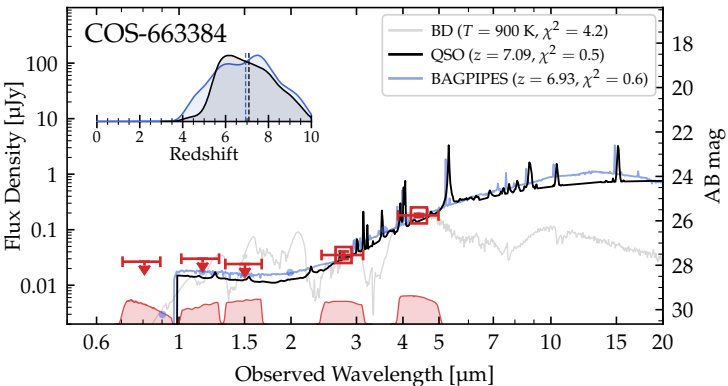 COS-663384
BD (T = 900 K, χ² = 4.2)
QSO (z = 7.09, χ² = 0.5)
BAGPIPES (z = 6.93, χ² = 0.6)
100
10
1
0.1
0.01
Flux Density [μJy]
0 2 4 6 8 10
Redshift
18
20
22
24
26
28
30
AB mag
0.6 1 1.5 2 3 4 5 10 15 20
Observed Wavelength [μm]